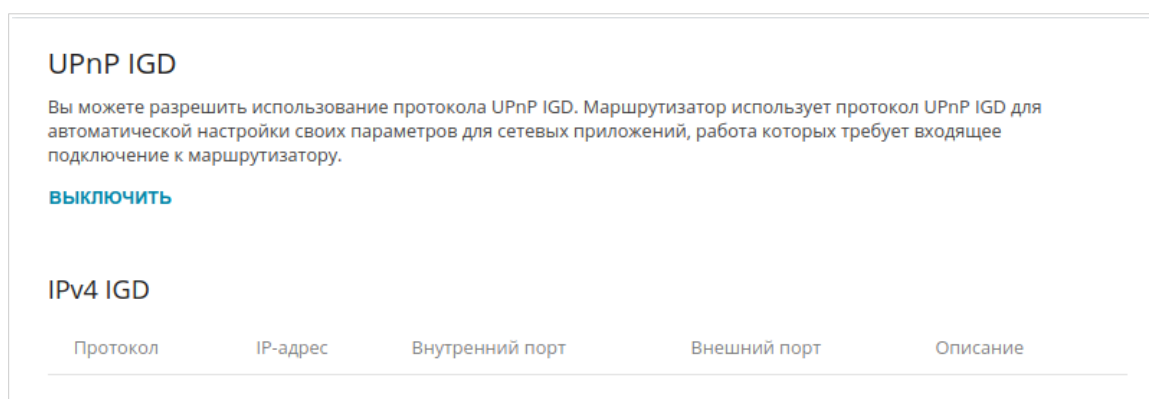 UPnP IGD
Вы можете разрешить использование протокола UPnP IGD. Маршрутизатор использует протокол UPnP IGD для
автоматической настройки своих параметров для сетевых приложений, работа которых требует входящее
подключение к маршрутизатору.
ВЫКЛЮЧИТЬ
IPv4 IGD
Протокол IP-адрес Внутренний порт Внешний порт Описание